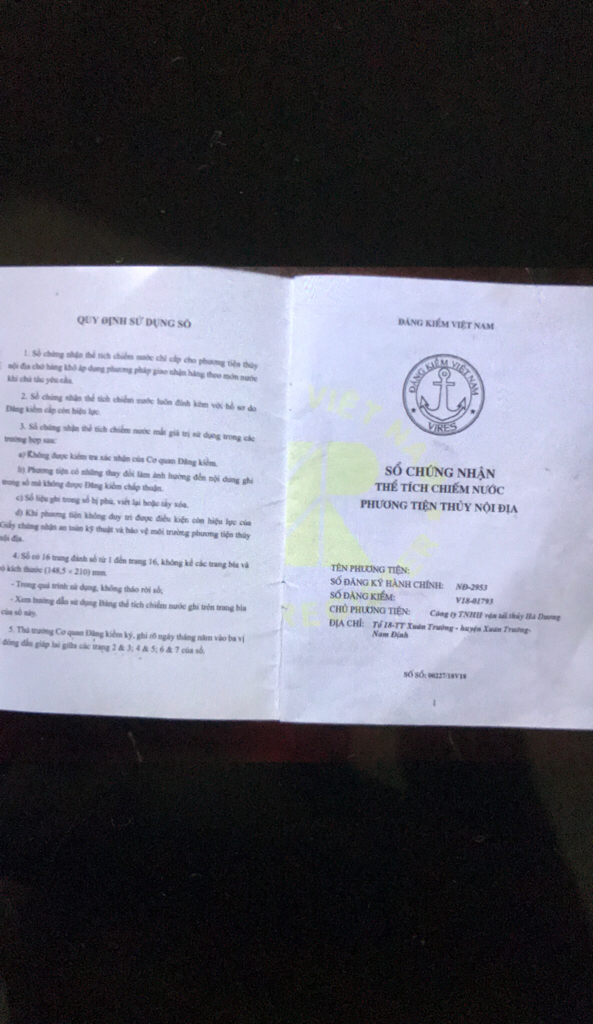 QUY ĐỊNH SỬ DỤNG SỔ
1. Sổ chứng nhận thể tích chiếm nước chỉ cấp cho phương tiện thủy
nội địa chở hàng khô áp dụng phương pháp giao nhận hàng theo mớn nước
khi chủ tàu yêu cầu.
2. Sổ chứng nhận thể tích chiếm nước luôn đính kèm với hồ sơ do
Đăng kiểm cấp còn hiệu lực.
3. Sổ chứng nhận thể tích chiếm nước mất giá trị sử dụng trong các
trường hợp sau:
a) Không được kiểm tra xác nhận của Cơ quan Đăng kiểm.
b) Phương tiện có những thay đổi làm ảnh hưởng đến nội dung ghi
trong sổ mà không được Đăng kiểm chấp thuận.
c) Số liệu ghi trong sổ bị phù, viết lại hoặc tẩy xóa.
d) Khi phương tiện không duy trì được điều kiện còn hiệu lực của
Giấy chứng nhận an toàn kỹ thuật và bảo vệ môi trường phương tiện thủy
nội địa.
4. Sổ có 16 trang đánh số từ 1 đến trang 16, không kể các trang bìa và
có kích thước (148,5 × 210) mm.
- Trong quá trình sử dụng, không tháo rời sổ;
- Xem hướng dẫn sử dụng Bảng thể tích chiếm nước ghi trên trang bìa
của sổ này.
5. Thủ trưởng Cơ quan Đăng kiểm ký, ghi rõ ngày tháng năm vào ba vị
đóng dấu giáp lai giữa các trang 2 & 3; 4 & 5; 6 & 7 của sổ.
ĐĂNG KIỂM VIỆT NAM
ĐĂNG KIỂM VIỆT NAM
VIRES
SỔ CHỨNG NHẬN
THỂ TÍCH CHIẾM NƯỚC
PHƯƠNG TIỆN THỦY NỘI ĐỊA
TÊN PHƯƠNG TIỆN:
SỐ ĐĂNG KÝ HÀNH CHÍNH: NĐ-2953
SỐ ĐĂNG KIỂM: V18-01793
CHỦ PHƯƠNG TIỆN: Công ty TNHH vận tải thủy Hà Dương
ĐỊA CHỈ: Tổ 18-TT Xuân Trường - huyện Xuân Trường-
Nam Định
SỔ SỐ: 00227/18V18
1